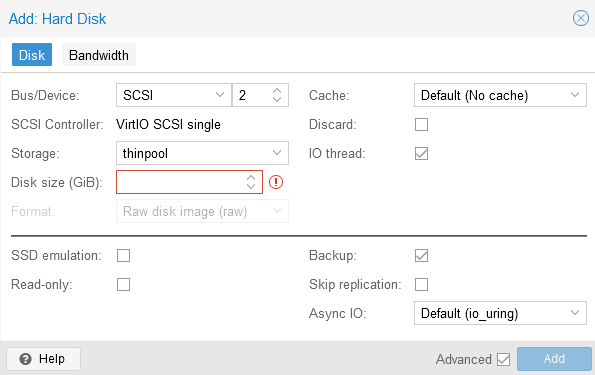 Add: Hard Disk
Disk Bandwidth
Bus/Device: SCSI 2 Cache: Default (No cache)
SCSI Controller: VirtIO SCSI single Discard:
Storage: thinpool IO thread:
Disk size (GiB):
Format: Raw disk image (raw)
SSD emulation: Backup:
Read-only: Skip replication:
Async IO: Default (io_uring)
Help Advanced Add